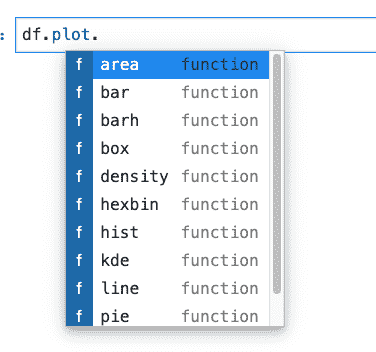 : df.plot.
f area function
f bar function
f barh function
f box function
f density function
f hexbin function
f hist function
f kde function
f line function
f pie function